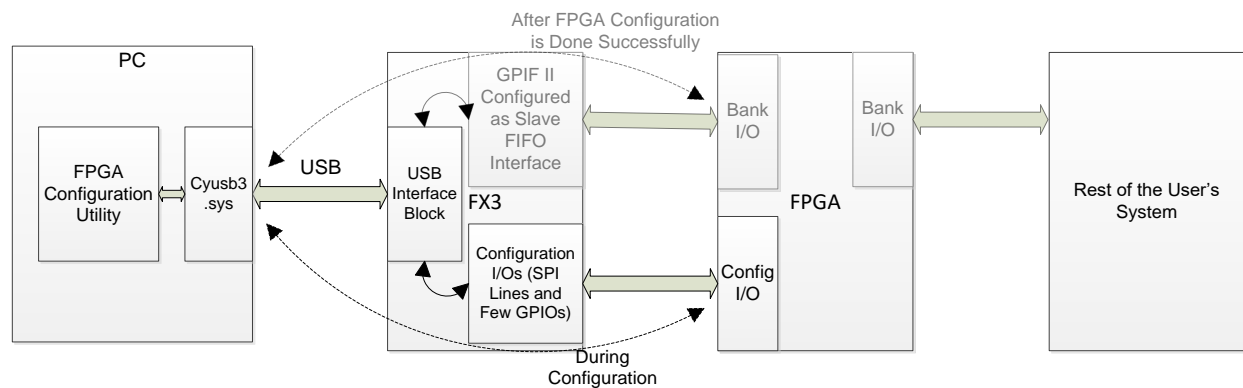 After FPGA Configuration
is Done Successfully
PC
FPGA
Configuration
Utility
Cyusb3
.sys
USB
USB
Interface
Block
FX3
GPIF II
Configured
as Slave
FIFO
Interface
Configuration
I/Os (SPI
Lines and
Few GPIOs)
During
Configuration
Bank
I/O
Bank
I/O
FPGA
Config
I/O
Rest of the User's
System